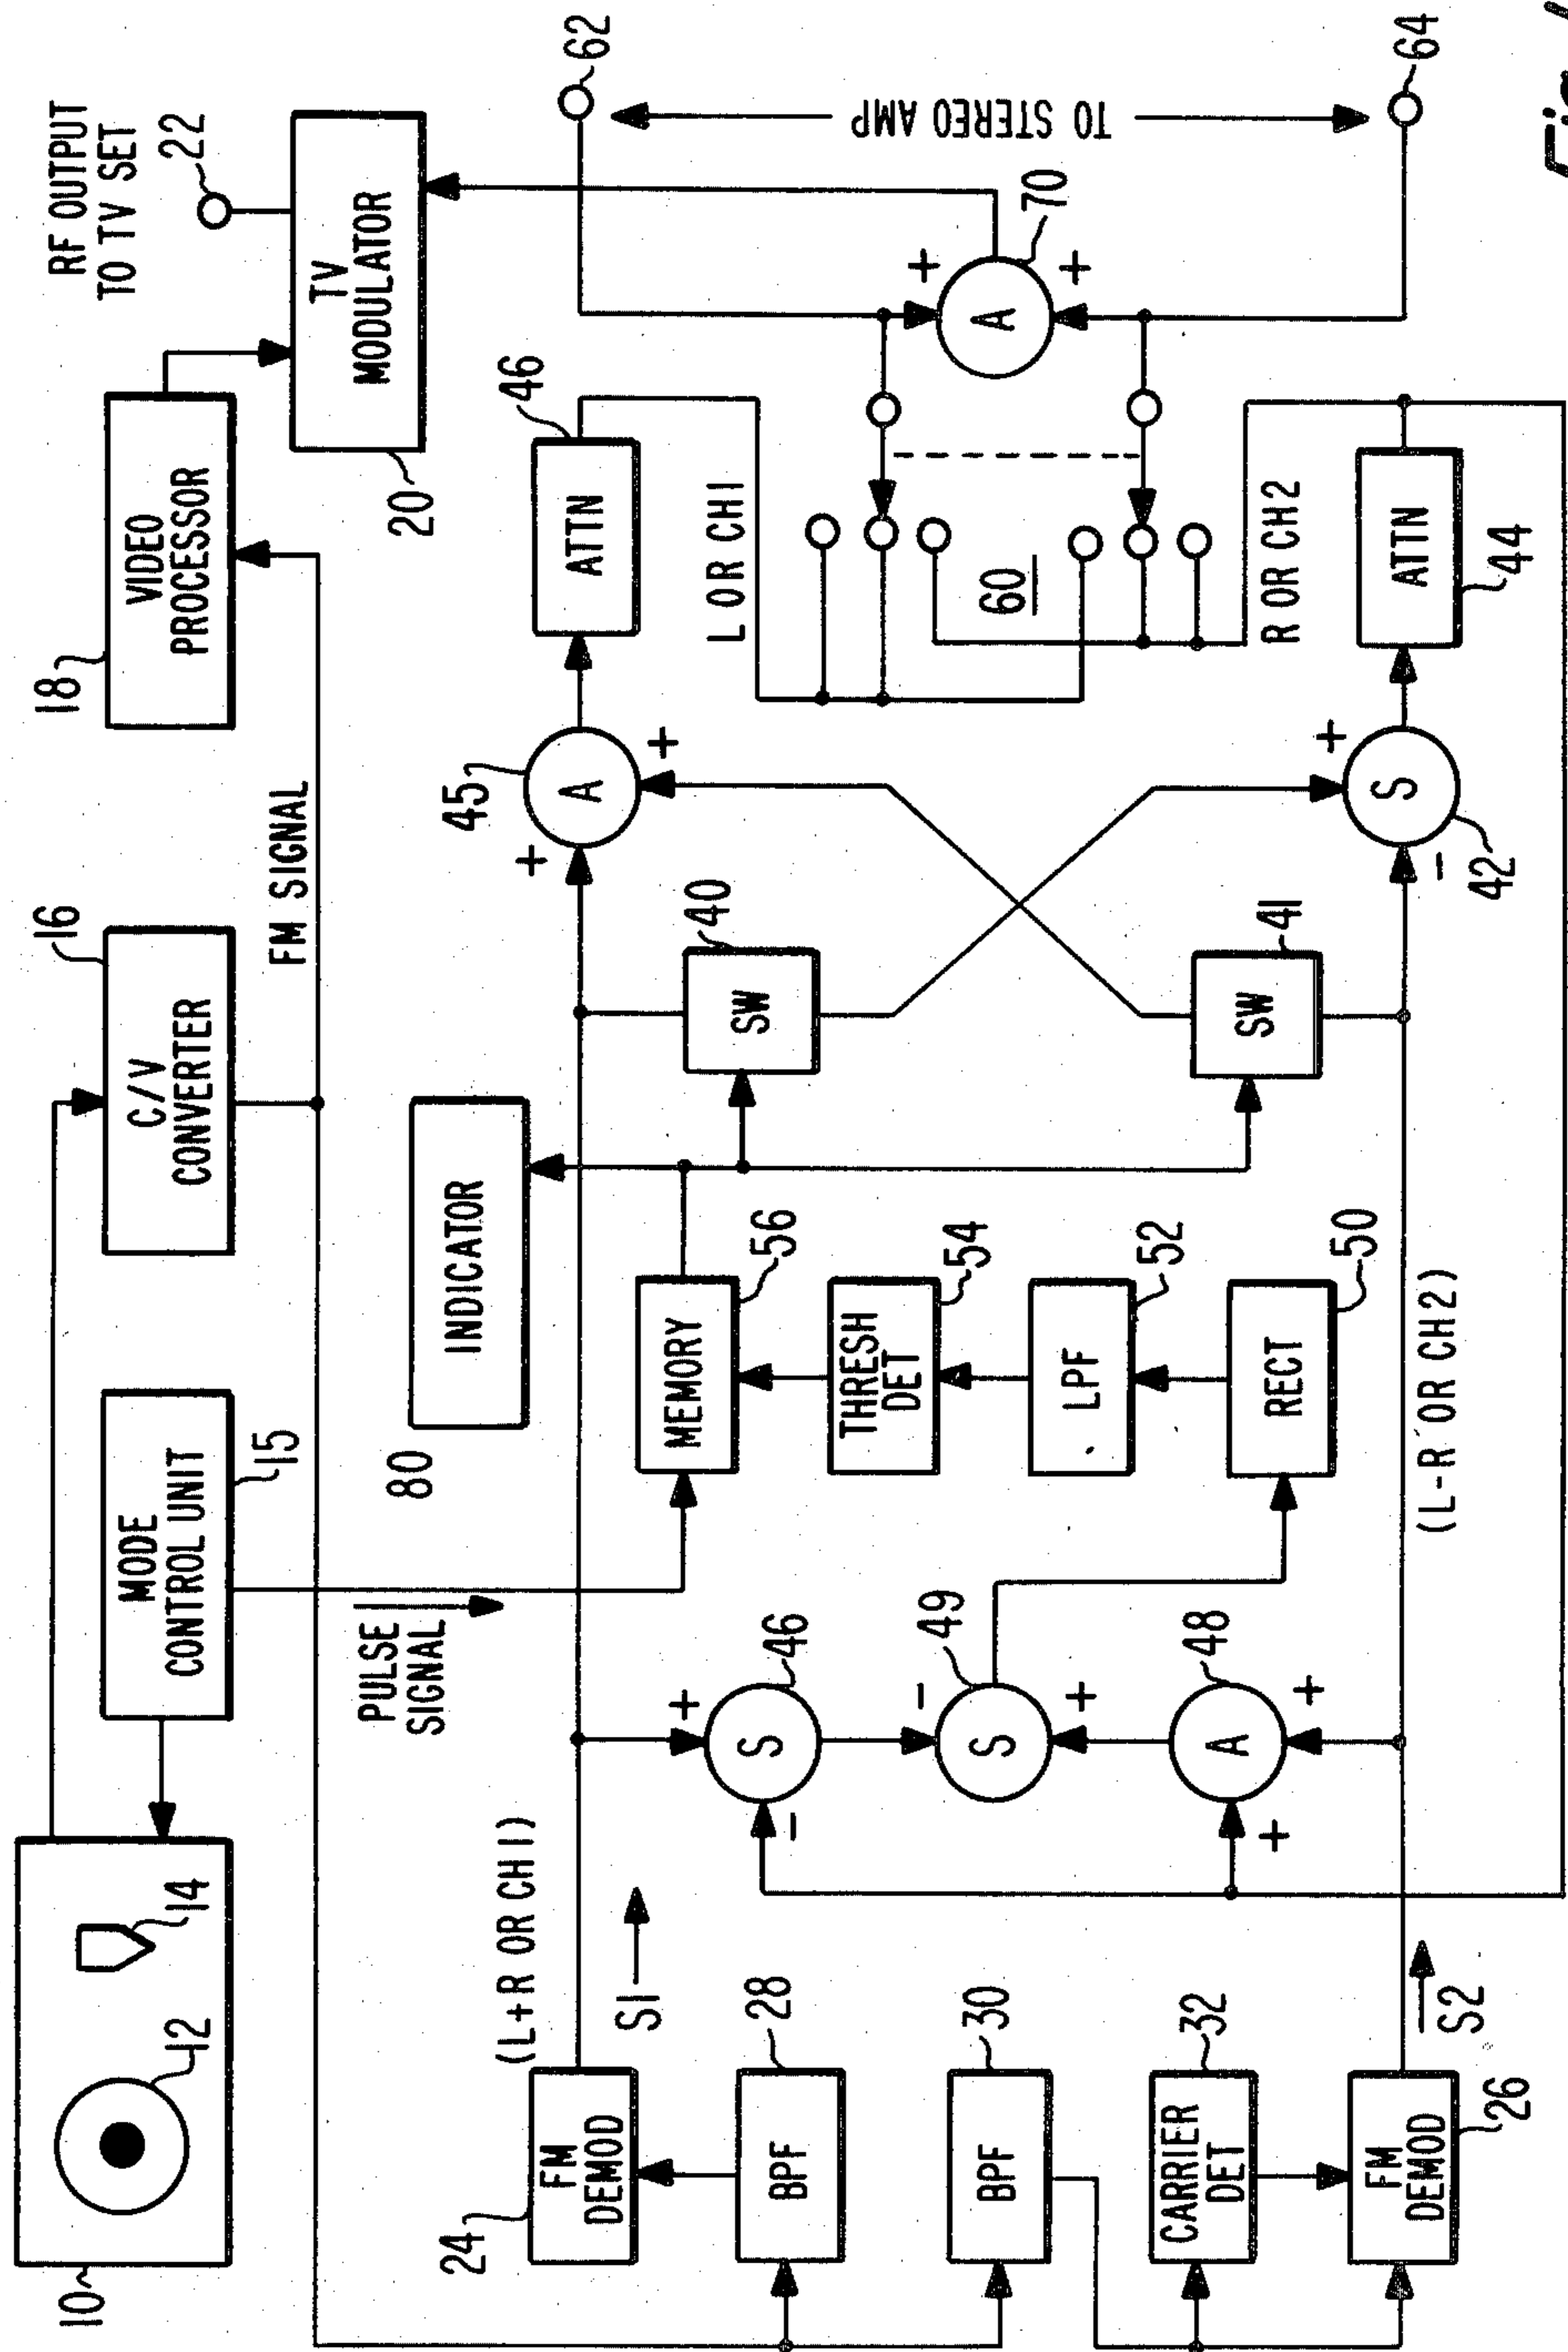 10
12
14
MODE
CONTROL UNIT
15
C/V
CONVERTER
16
VIDEO
PROCESSOR
18
RF OUTPUT
TO TV SET
22
TV
MODULATOR
20
FM SIGNAL
PULSE
SIGNAL
80
INDICATOR
24
FM
DEMOD
(L+R OR CH1)
S1
45
A
+
+
ATTN
46
62
BPF
28
+
S
46
-
MEMORY
56
SW
40
L OR CH1
TO STEREO AMP
BPF
30
-
S
49
+
THRESH
DET
54
60
+
A
70
+
CARRIER
DET
32
A
48
+
+
LPF
52
SW
41
R OR CH2
FM
DEMOD
26
S2
RECT
50
(L-R OR CH2)
+
S
-
42
ATTN
44
64